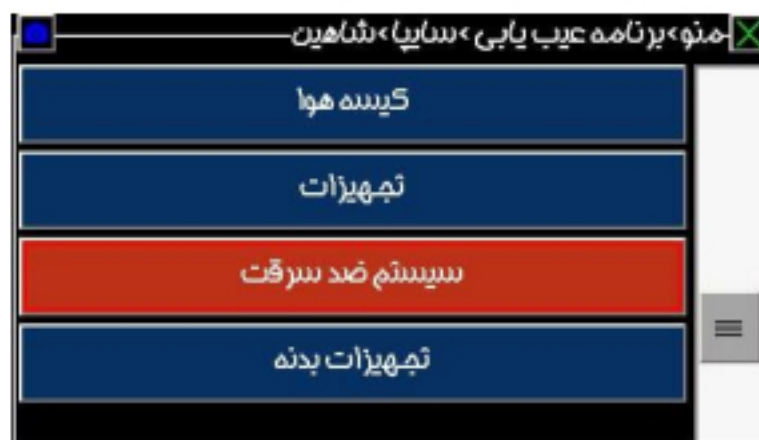 منو>برنامه عیب یابی >سایپا>شاهین
کیسه هوا
تجهیزات
سیستم ضد سرقت
تجهیزات بدنه